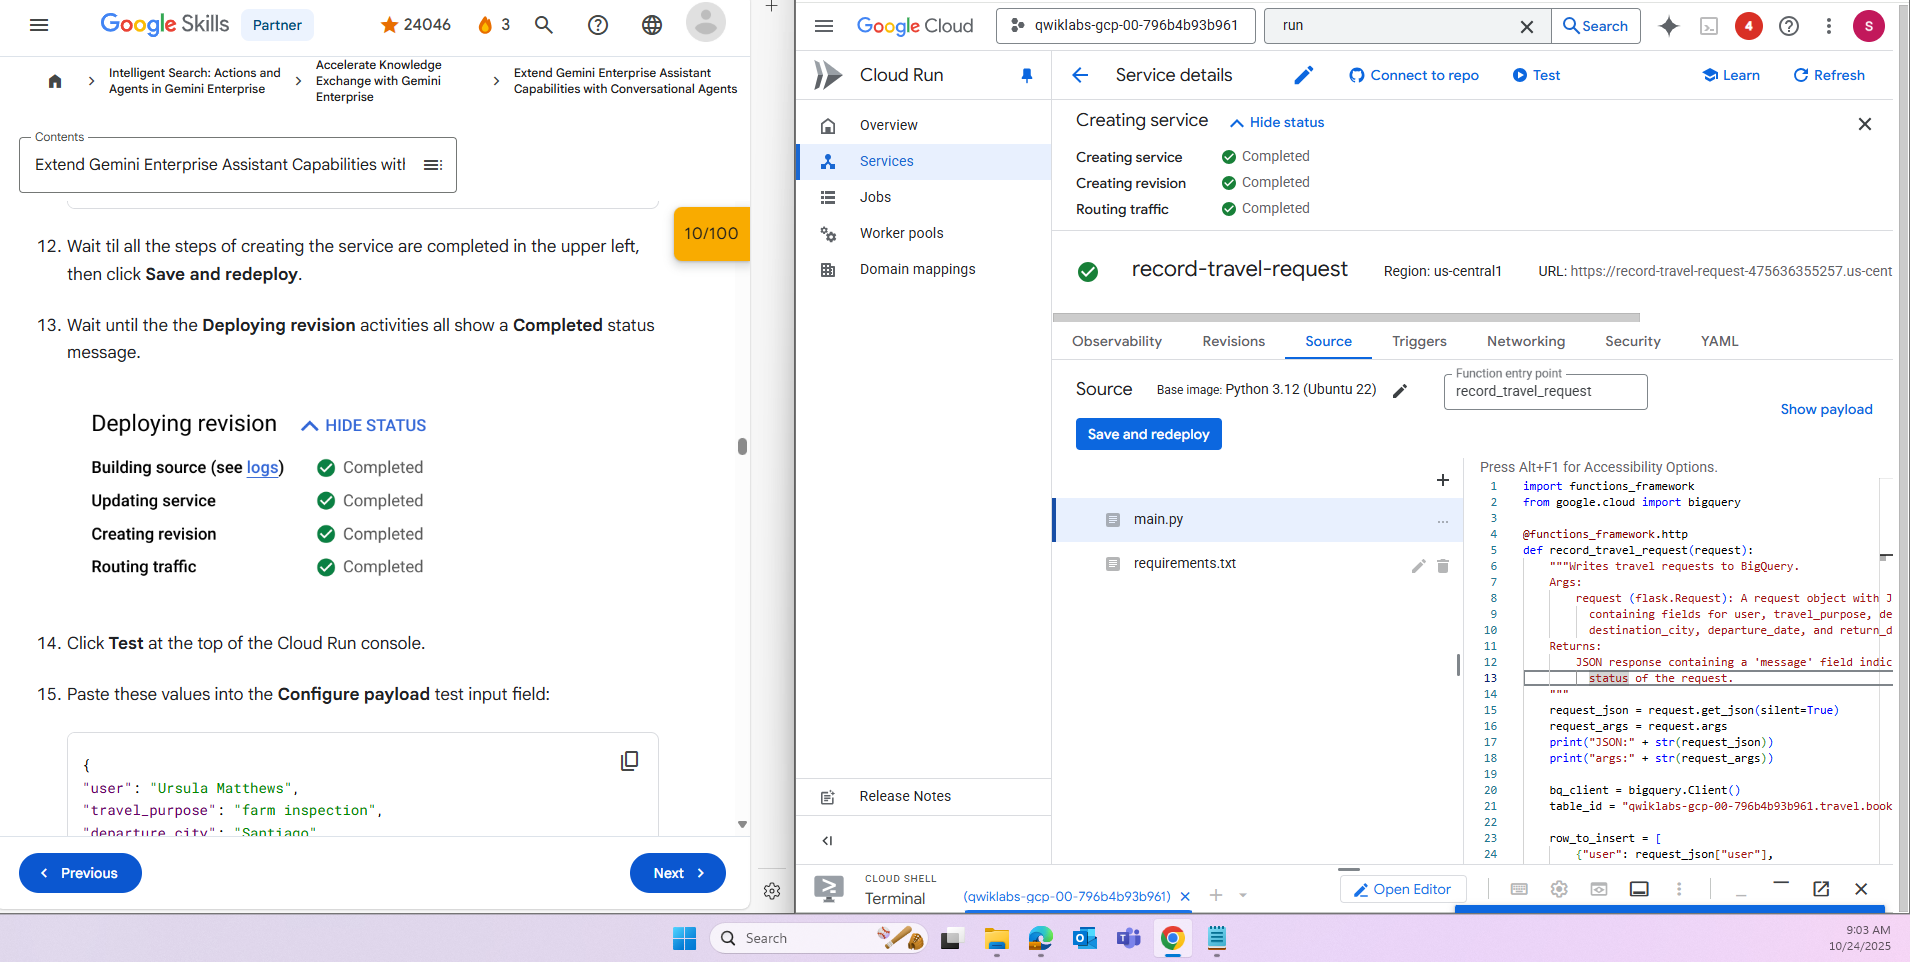 Google Skills
Partner
24046
3
Intelligent Search: Actions and
Agents in Gemini Enterprise
Accelerate Knowledge
Exchange with Gemini
Enterprise
Extend Gemini Enterprise Assistant
Capabilities with Conversational Agents
Contents
Extend Gemini Enterprise Assistant Capabilities with
10/100
12. Wait til all the steps of creating the service are completed in the upper left,
then click Save and redeploy.
13. Wait until the the Deploying revision activities all show a Completed status
message.
Deploying revision
HIDE STATUS
Building source (see logs)
Completed
Updating service
Completed
Creating revision
Completed
Routing traffic
Completed
14. Click Test at the top of the Cloud Run console.
15. Paste these values into the Configure payload test input field:
{
"user": "Ursula Matthews",
"travel_purpose": "farm inspection",
"departure_city": "Santiago"
Previous
Next
Google Cloud
qwiklabs-gcp-00-796b4b93b961
run
Search
4
S
Cloud Run
Service details
Connect to repo
Test
Learn
Refresh
Overview
Services
Jobs
Worker pools
Domain mappings
Release Notes
Creating service
Hide status
Creating service
Completed
Creating revision
Completed
Routing traffic
Completed
record-travel-request
Region: us-central1
URL: https://record-travel-request-475636355257.us-cent
Observability
Revisions
Source
Triggers
Networking
Security
YAML
Source
Base image: Python 3.12 (Ubuntu 22)
Function entry point
record_travel_request
Show payload
Save and redeploy
main.py
requirements.txt
Press Alt+F1 for Accessibility Options.
1 import functions_framework
2 from google.cloud import bigquery
3
4 @functions_framework.http
5 def record_travel_request(request):
6 """Writes travel requests to BigQuery.
7 Args:
8 request (flask.Request): A request object with J
9 containing fields for user, travel_purpose, de
10 destination_city, departure_date, and return_d
11 Returns:
12 JSON response containing a 'message' field indic
13 status of the request.
14 """
15 request_json = request.get_json(silent=True)
16 request_args = request.args
17 print("JSON:" + str(request_json))
18 print("args:" + str(request_args))
19
20 bq_client = bigquery.Client()
21 table_id = "qwiklabs-gcp-00-796b4b93b961.travel.book
22
23 row_to_insert = [
24 {"user": request_json["user"],
CLOUD SHELL
Terminal
(qwiklabs-gcp-00-796b4b93b961)
Open Editor
Search
9:03 AM
10/24/2025